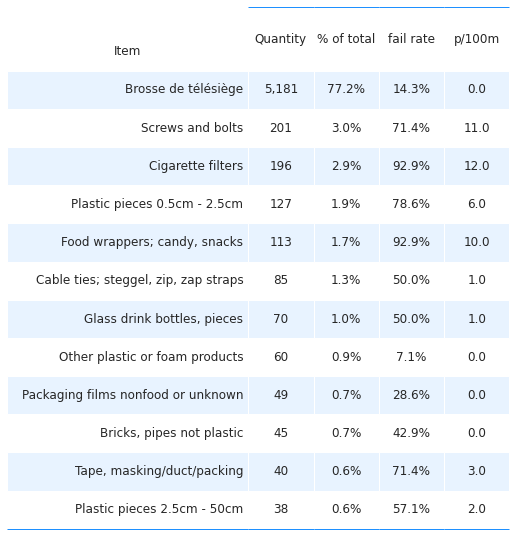 Item Quantity % of total fail rate p/100m
Brosse de télésiège 5,181 77.2% 14.3% 0.0
Screws and bolts 201 3.0% 71.4% 11.0
Cigarette filters 196 2.9% 92.9% 12.0
Plastic pieces 0.5cm - 2.5cm 127 1.9% 78.6% 6.0
Food wrappers; candy, snacks 113 1.7% 92.9% 10.0
Cable ties; steggel, zip, zap straps 85 1.3% 50.0% 1.0
Glass drink bottles, pieces 70 1.0% 50.0% 1.0
Other plastic or foam products 60 0.9% 7.1% 0.0
Packaging films nonfood or unknown 49 0.7% 28.6% 0.0
Bricks, pipes not plastic 45 0.7% 42.9% 0.0
Tape, masking/duct/packing 40 0.6% 71.4% 3.0
Plastic pieces 2.5cm - 50cm 38 0.6% 57.1% 2.0